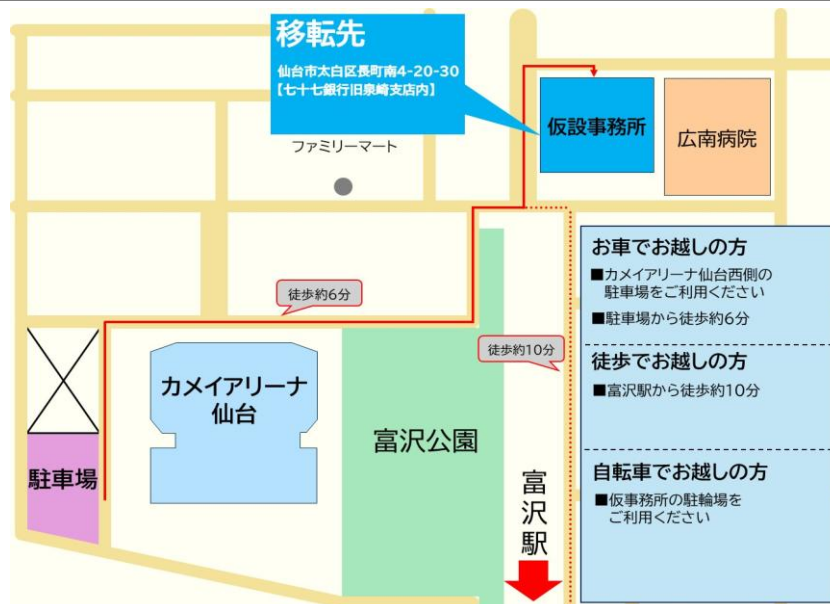 移転先
仙台市太白区長町南4-20-30
【七十七銀行旧泉崎支店内】
ファミリーマート
仮設事務所
広南病院
徒歩約6分
徒歩約10分
カメイアリーナ
仙台
富沢公園
駐車場
富沢駅
お車でお越しの方
■カメイアリーナ仙台西側の
駐車場をご利用ください
■駐車場から徒歩約6分
徒歩でお越しの方
■富沢駅から徒歩約10分
自転車でお越しの方
■仮事務所の駐輪場を
ご利用ください